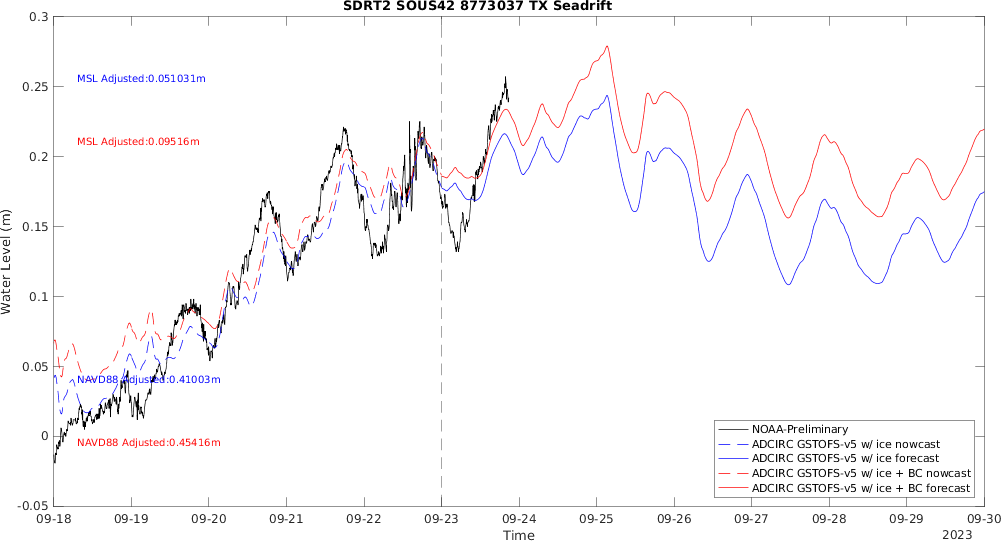 SDRT2 SOUS42 8773037 TX Seadrift
0.3
0.25
0.2
0.15
0.1
0.05
0
-0.05
Water Level (m)
MSL Adjusted:0.051031m
MSL Adjusted:0.09516m
NAVD88 Adjusted:0.41003m
NAVD88 Adjusted:0.45416m
NOAA-Preliminary
ADCIRC GSTOFS-v5 w/ ice nowcast
ADCIRC GSTOFS-v5 w/ ice forecast
ADCIRC GSTOFS-v5 w/ ice + BC nowcast
ADCIRC GSTOFS-v5 w/ ice + BC forecast
09-18 09-19 09-20 09-21 09-22 09-23 09-24 09-25 09-26 09-27 09-28 09-29 09-30
Time
2023